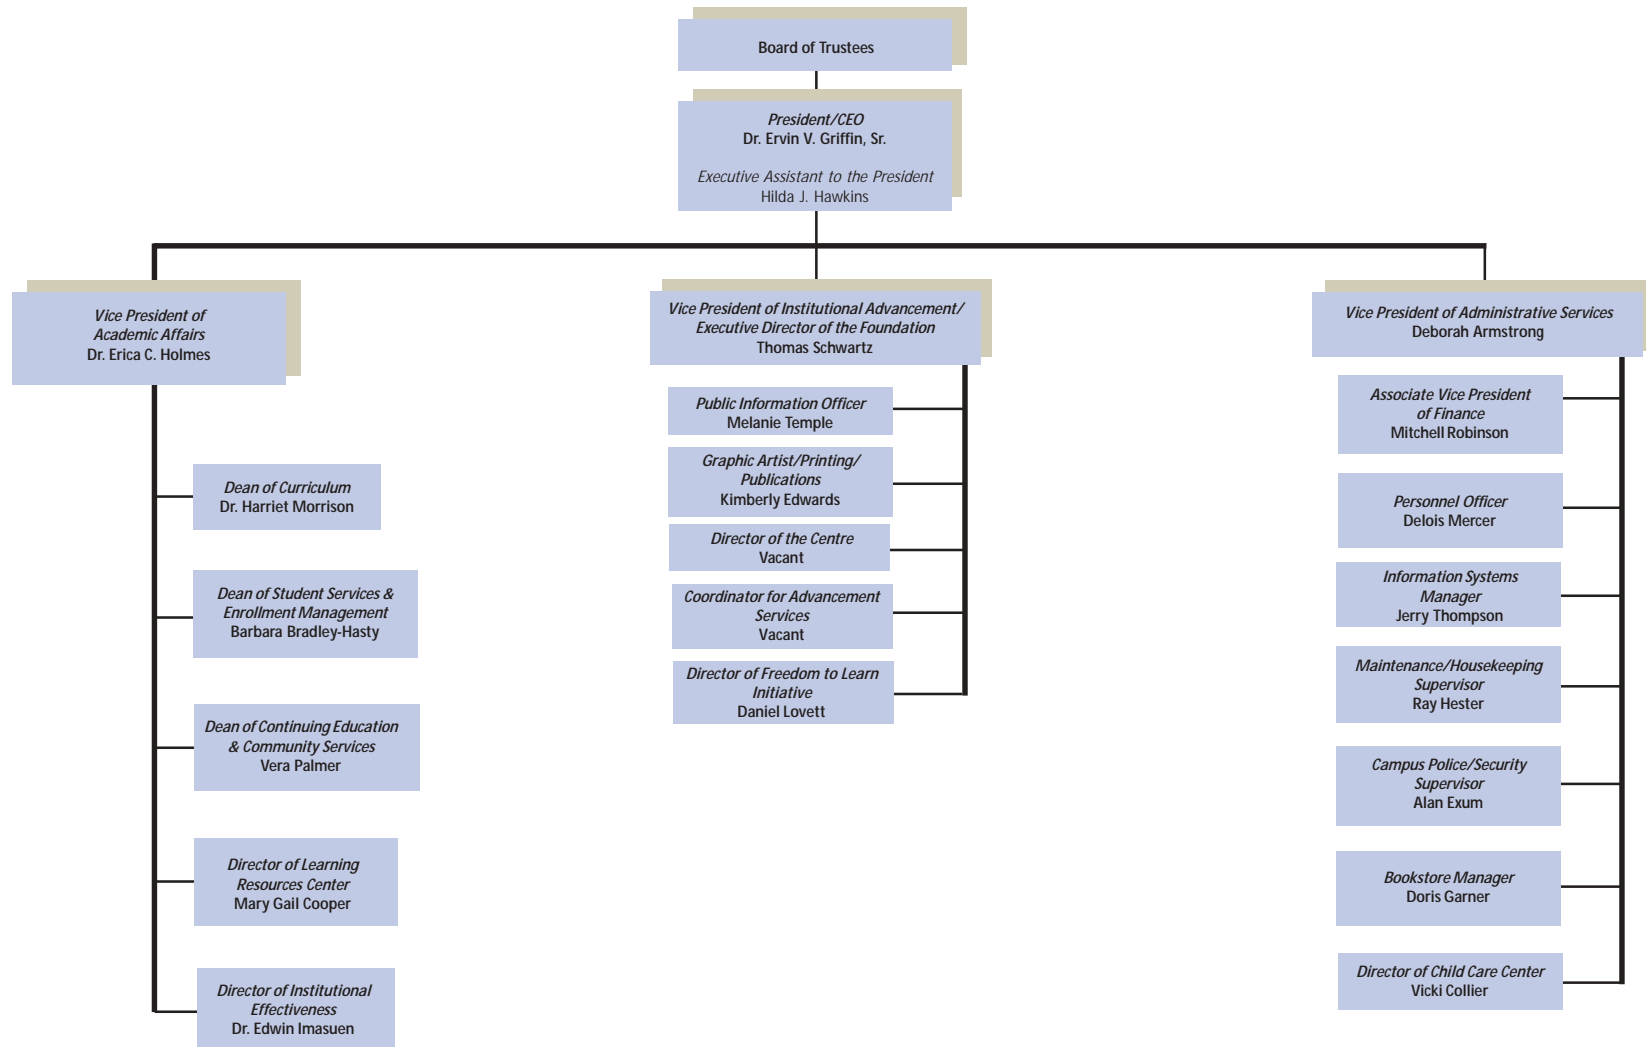 Board of Trustees
President/CEO
Dr. Ervin V. Griffin, Sr.
Executive Assistant to the President
Hilda J. Hawkins
Vice President of
Academic Affairs
Dr. Erica C. Holmes
Dean of Curriculum
Dr. Harriet Morrison
Dean of Student Services &
Enrollment Management
Barbara Bradley-Hasty
Dean of Continuing Education
& Community Services
Vera Palmer
Director of Learning
Resources Center
Mary Gail Cooper
Director of Institutional
Effectiveness
Dr. Edwin Imasuen
Vice President of Institutional Advancement/
Executive Director of the Foundation
Thomas Schwartz
Public Information Officer
Melanie Temple
Graphic Artist/Printing/
Publications
Kimberly Edwards
Director of the Centre
Vacant
Coordinator for Advancement
Services
Vacant
Director of Freedom to Learn
Initiative
Daniel Lovett
Vice President of Administrative Services
Deborah Armstrong
Associate Vice President
of Finance
Mitchell Robinson
Personnel Officer
Delois Mercer
Information Systems
Manager
Jerry Thompson
Maintenance/Housekeeping
Supervisor
Ray Hester
Campus Police/Security
Supervisor
Alan Exum
Bookstore Manager
Doris Garner
Director of Child Care Center
Vicki Collier